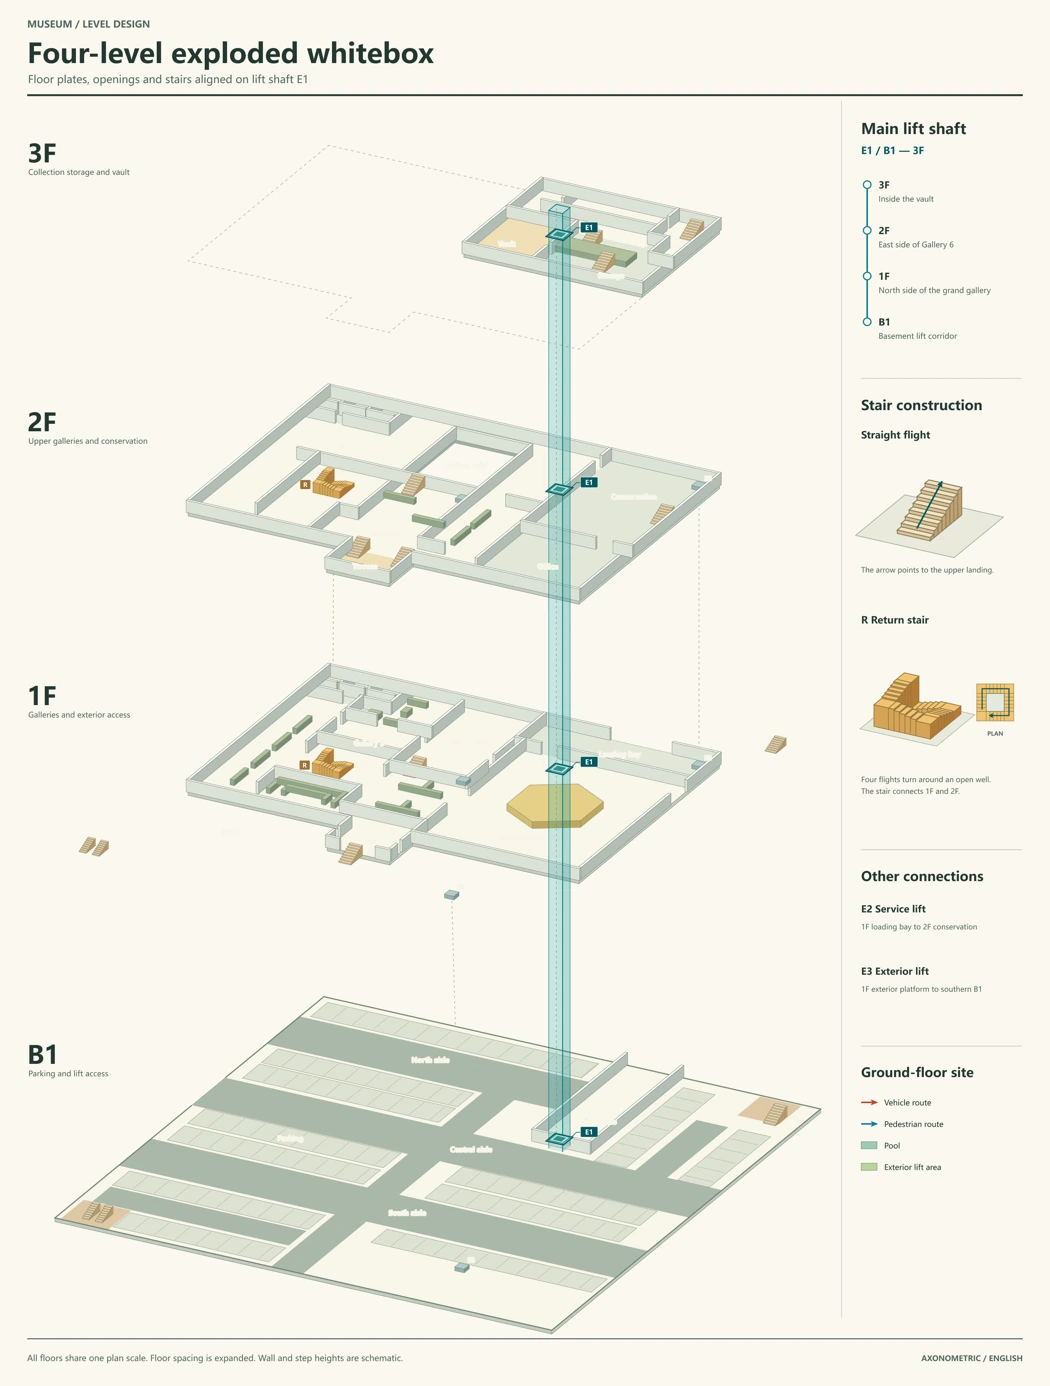 MUSEUM / LEVEL DESIGN
Four-level exploded whitebox
Floor plates, openings and stairs aligned on lift shaft E1
3F
Collection storage and vault
E1
2F
Upper galleries and conservation
R
E1
Conservation
Office
1F
Galleries and exterior access
R
E1
Loading bay
B1
Parking and lift access
North aisle
E1
Parking
Central aisle
South aisle
Main lift shaft
E1 / B1 — 3F
3F
Inside the vault
2F
East side of Gallery 6
1F
North side of the grand gallery
B1
Basement lift corridor
Stair construction
Straight flight
The arrow points to the upper landing.
R Return stair
PLAN
Four flights turn around an open well.
The stair connects 1F and 2F.
Other connections
E2 Service lift
1F loading bay to 2F conservation
E3 Exterior lift
1F exterior platform to southern B1
Ground-floor site
Vehicle route
Pedestrian route
Pool
Exterior lift area
All floors share one plan scale. Floor spacing is expanded. Wall and step heights are schematic.
AXONOMETRIC / ENGLISH